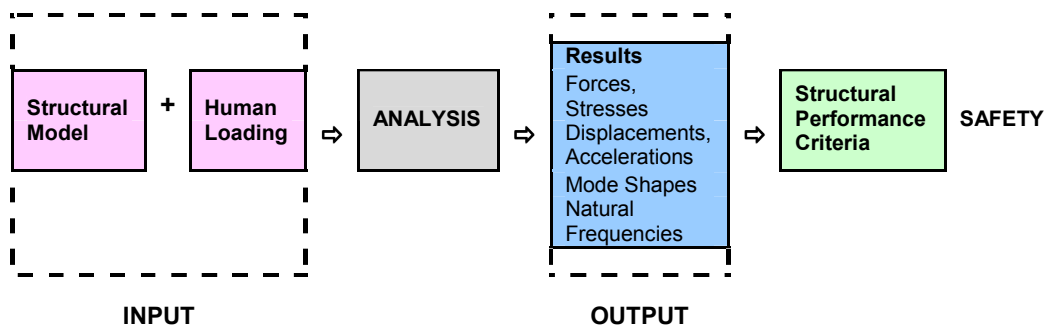 Structural
Model
+
Human
Loading
⇨
ANALYSIS
⇨
Results
Forces,
Stresses
Displacements,
Accelerations
Mode Shapes
Natural
Frequencies
⇨
Structural
Performance
Criteria
SAFETY
INPUT
OUTPUT